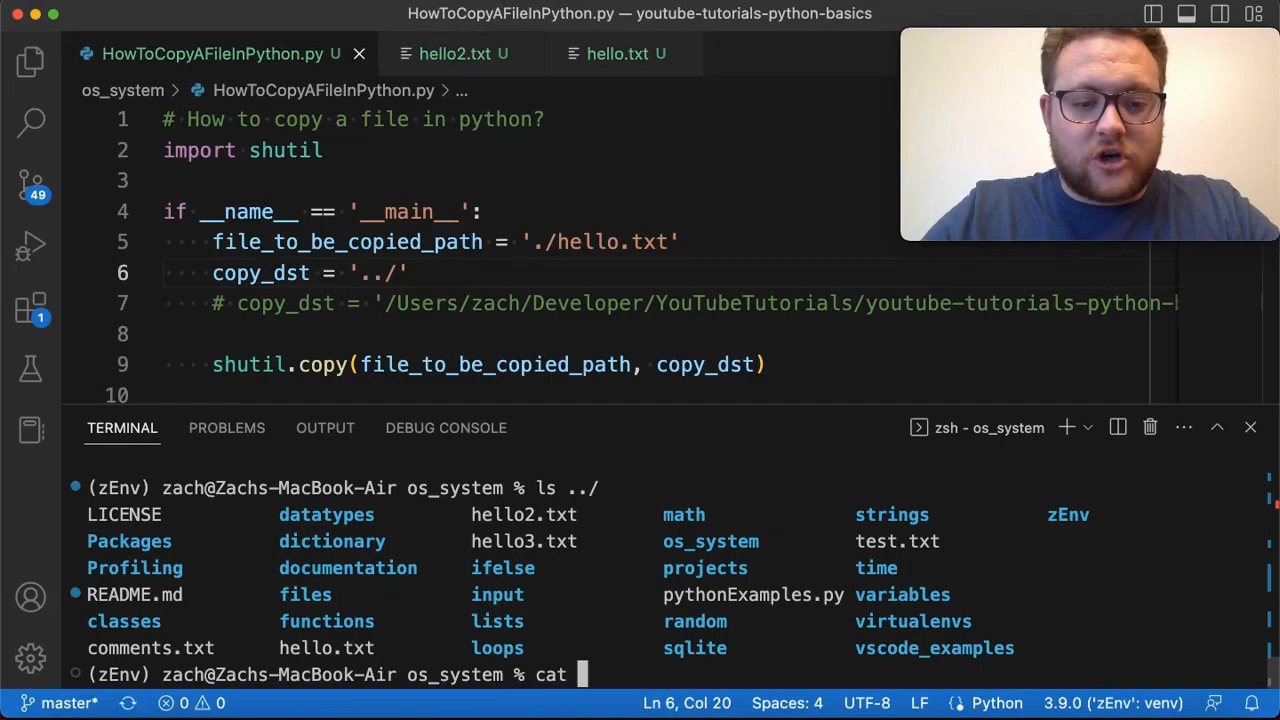 HowToCopyAFileInPython.py — youtube-tutorials-python-basics
HowToCopyAFileInPython.py U
hello2.txt U
hello.txt U
os_system > HowToCopyAFileInPython.py > ...
1 # How to copy a file in python?
2 import shutil
3
4 if __name__ == '__main__':
5 file_to_be_copied_path = './hello.txt'
6 copy_dst = '../'
7 # copy_dst = '/Users/zach/Developer/YouTubeTutorials/youtube-tutorials-python-
8
9 shutil.copy(file_to_be_copied_path, copy_dst)
10
49
1
TERMINAL PROBLEMS OUTPUT DEBUG CONSOLE zsh - os_system
(zEnv) zach@Zachs-MacBook-Air os_system % ls ../
LICENSE datatypes hello2.txt math strings zEnv
Packages dictionary hello3.txt os_system test.txt
Profiling documentation ifelse projects time
README.md files input pythonExamples.py variables
classes functions lists random virtualenvs
comments.txt hello.txt loops sqlite vscode_examples
(zEnv) zach@Zachs-MacBook-Air os_system % cat
master* 0 0 Ln 6, Col 20 Spaces: 4 UTF-8 LF Python 3.9.0 ('zEnv': venv)